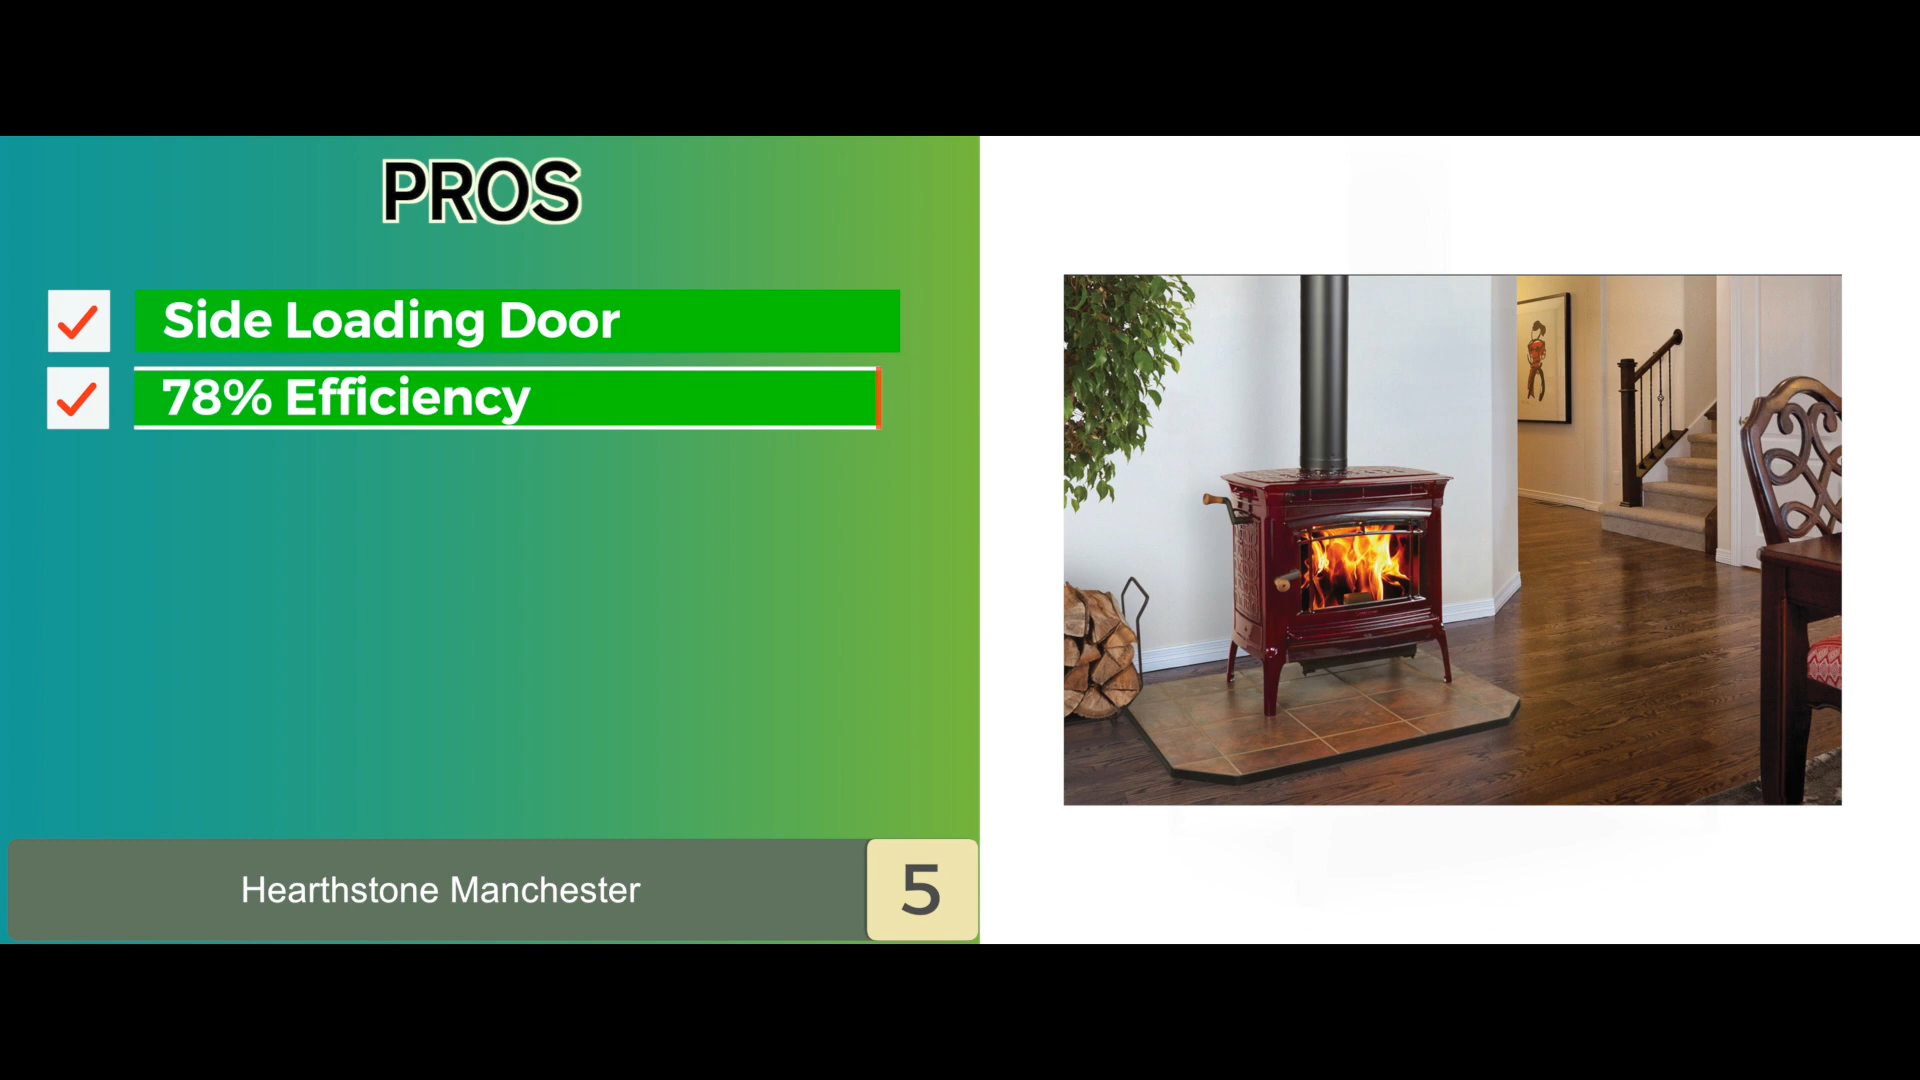 PROS
Side Loading Door
78% Efficiency
Hearthstone Manchester
5